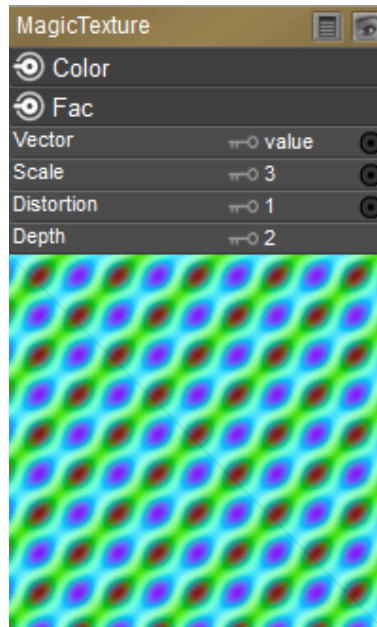 MagicTexture
Color
Fac
Vector value
Scale 3
Distortion 1
Depth 2